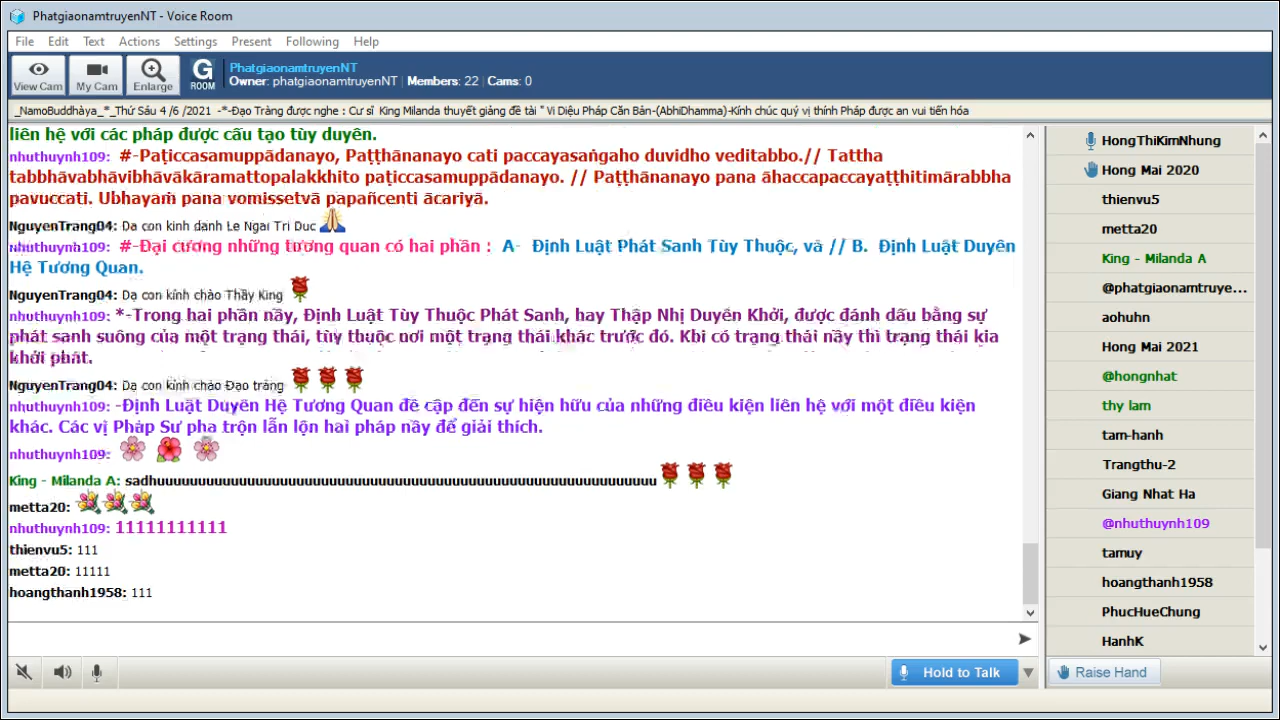 PhatgiaonamtruyenNT - Voice Room
File Edit Text Actions Settings Present Following Help
View Cam My Cam Enlarge G ROOM
PhatgiaonamtruyenNT
Owner: phatgiaonamtruyenNT | Members: 22 | Cams: 0
_NamoBuddhàya_*_Thứ Sáu 4 /6 /2021 -*-Đạo Tràng được nghe : Cư sĩ King Milanda thuyết giảng đề tài " Vi Diệu Pháp Căn Bản-(AbhiDhamma)-Kính chúc quý vị thính Pháp được an vui tiến hóa
liên hệ với các pháp được cấu tạo tùy duyên.
nhuthuynh109: #-Paṭiccasamuppādanayo, Paṭṭhānanayo cati paccayasaṅgaho duvidho veditabbo.// Tattha
tabbhāvabhāvibhāvākāramattopalakkhito paṭiccasamuppādanayo. // Paṭṭhānanayo pana āhaccapaccayaṭṭhitimārabbha
pavuccati. Ubhayaṃ pana vomissetvā papañcenti ācariyā.
NguyenTrang04: Dạ con kính danh Le Ngai Tri Duc
nhuthuynh109: #-Đại cương những tương quan có hai phần : A- Định Luật Phát Sanh Tùy Thuộc, và // B. Định Luật Duyên
Hệ Tương Quan.
NguyenTrang04: Dạ con kính chào Thầy King
nhuthuynh109: *-Trong hai phần nầy, Định Luật Tùy Thuộc Phát Sanh, hay Thập Nhị Duyên Khởi, được đánh dấu bằng sự
phát sanh suông của một trạng thái, tùy thuộc nơi một trạng thái khác trước đó. Khi có trạng thái nầy thì trạng thái kia
khởi phát.
NguyenTrang04: Dạ con kính chào Đạo tràng
nhuthuynh109: -Định Luật Duyên Hệ Tương Quan đề cập đến sự hiện hữu của những điều kiện liên hệ với một điều kiện
khác. Các vị Pháp Sư pha trộn lẫn lộn hai pháp nầy để giải thích.
nhuthuynh109:
King - Milanda A: sadhuuuuuuuuuuuuuuuuuuuuuuuuuuuuuuuuuuuuuuuuuuuuuuuuuuuuuuuuuuuuu
metta20:
nhuthuynh109: 11111111111
thienvu5: 111
metta20: 11111
hoangthanh1958: 111
Hold to Talk
HongThiKimNhung
Hong Mai 2020
thienvu5
metta20
King - Milanda A
@phatgiaonamtruye...
aohuhn
Hong Mai 2021
@hongnhat
thy lam
tam-hanh
Trangthu-2
Giang Nhat Ha
@nhuthuynh109
tamuy
hoangthanh1958
PhucHueChung
HanhK
Raise Hand